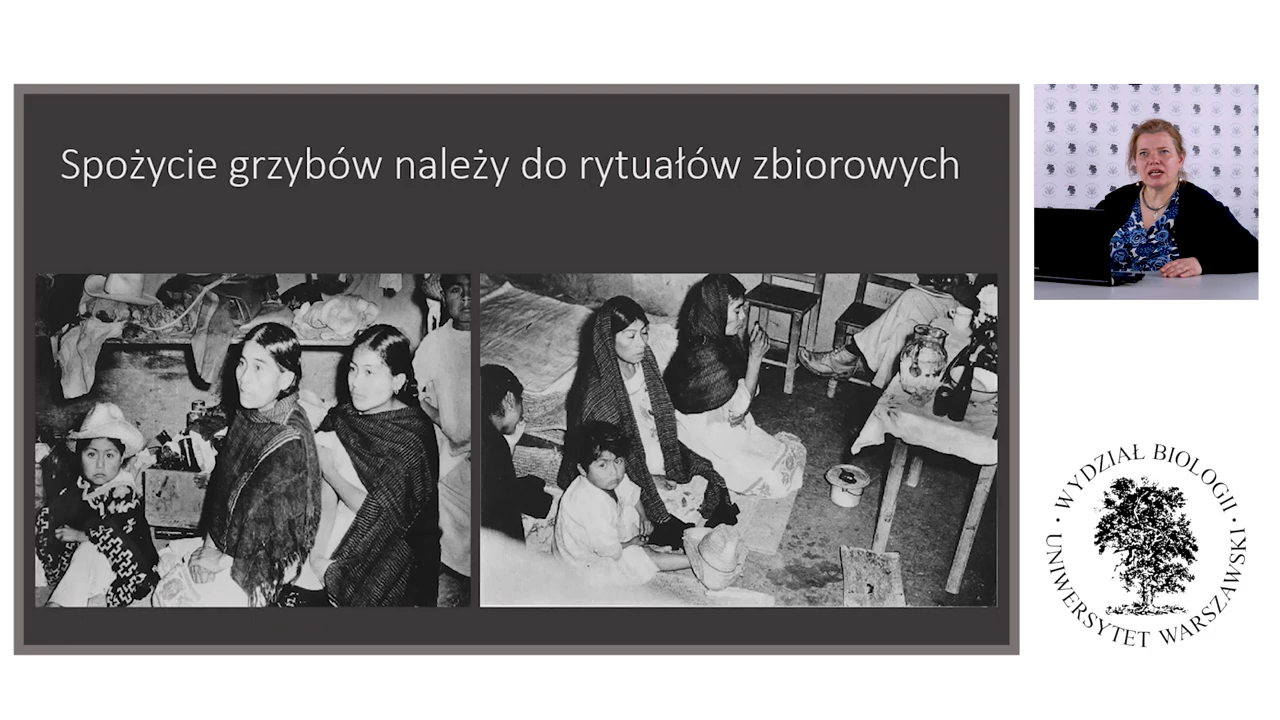 Spożycie grzybów należy do rytuałów zbiorowych
· WYDZIAŁ BIOLOGII ·
UNIWERSYTET WARSZAWSKI